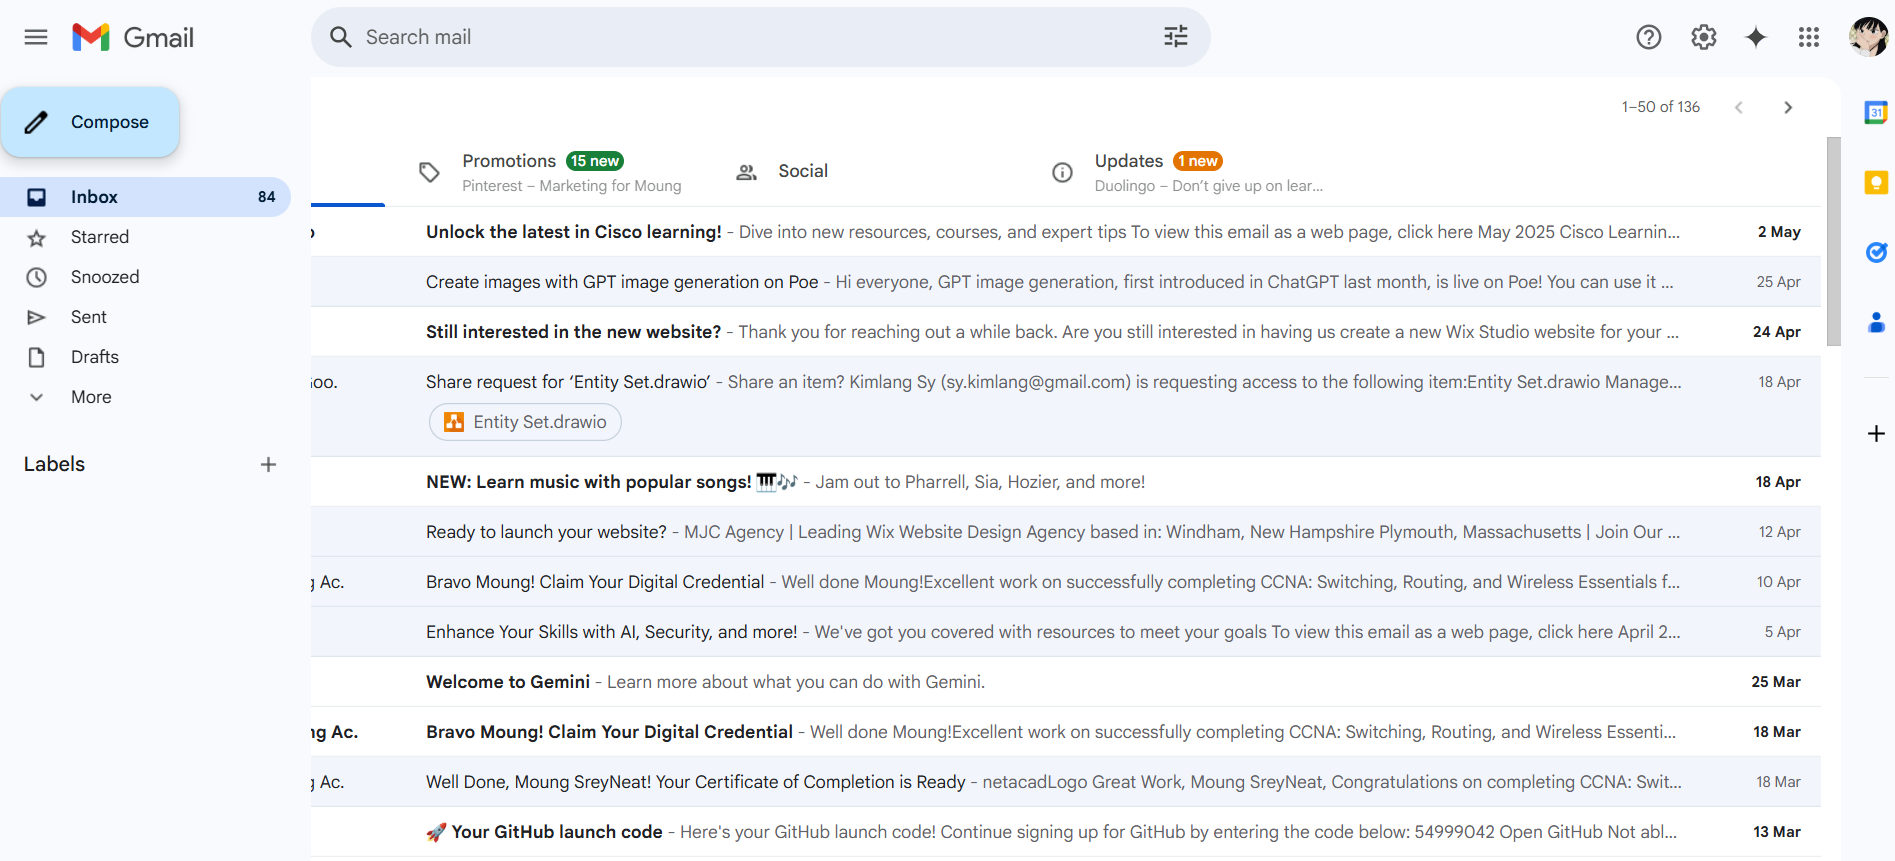 Gmail
Search mail
Compose
Inbox 84
Starred
Snoozed
Sent
Drafts
More
Labels
1–50 of 136
31
Promotions 15 new
Pinterest – Marketing for Moung
Social
Updates 1 new
Duolingo – Don't give up on lear...
Unlock the latest in Cisco learning! - Dive into new resources, courses, and expert tips To view this email as a web page, click here May 2025 Cisco Learnin... 2 May
Create images with GPT image generation on Poe - Hi everyone, GPT image generation, first introduced in ChatGPT last month, is live on Poe! You can use it ... 25 Apr
Still interested in the new website? - Thank you for reaching out a while back. Are you still interested in having us create a new Wix Studio website for your ... 24 Apr
Goo. Share request for ‘Entity Set.drawio’ - Share an item? Kimlang Sy (sy.kimlang@gmail.com) is requesting access to the following item:Entity Set.drawio Manage... 18 Apr
Entity Set.drawio
NEW: Learn music with popular songs! 🎹🎶 - Jam out to Pharrell, Sia, Hozier, and more! 18 Apr
Ready to launch your website? - MJC Agency | Leading Wix Website Design Agency based in: Windham, New Hampshire Plymouth, Massachusetts | Join Our ... 12 Apr
g Ac. Bravo Moung! Claim Your Digital Credential - Well done Moung!Excellent work on successfully completing CCNA: Switching, Routing, and Wireless Essentials f... 10 Apr
Enhance Your Skills with AI, Security, and more! - We've got you covered with resources to meet your goals To view this email as a web page, click here April 2... 5 Apr
Welcome to Gemini - Learn more about what you can do with Gemini. 25 Mar
ng Ac. Bravo Moung! Claim Your Digital Credential - Well done Moung!Excellent work on successfully completing CCNA: Switching, Routing, and Wireless Essenti... 18 Mar
g Ac. Well Done, Moung SreyNeat! Your Certificate of Completion is Ready - netacadLogo Great Work, Moung SreyNeat, Congratulations on completing CCNA: Swit... 18 Mar
🚀 Your GitHub launch code - Here's your GitHub launch code! Continue signing up for GitHub by entering the code below: 54999042 Open GitHub Not abl... 13 Mar